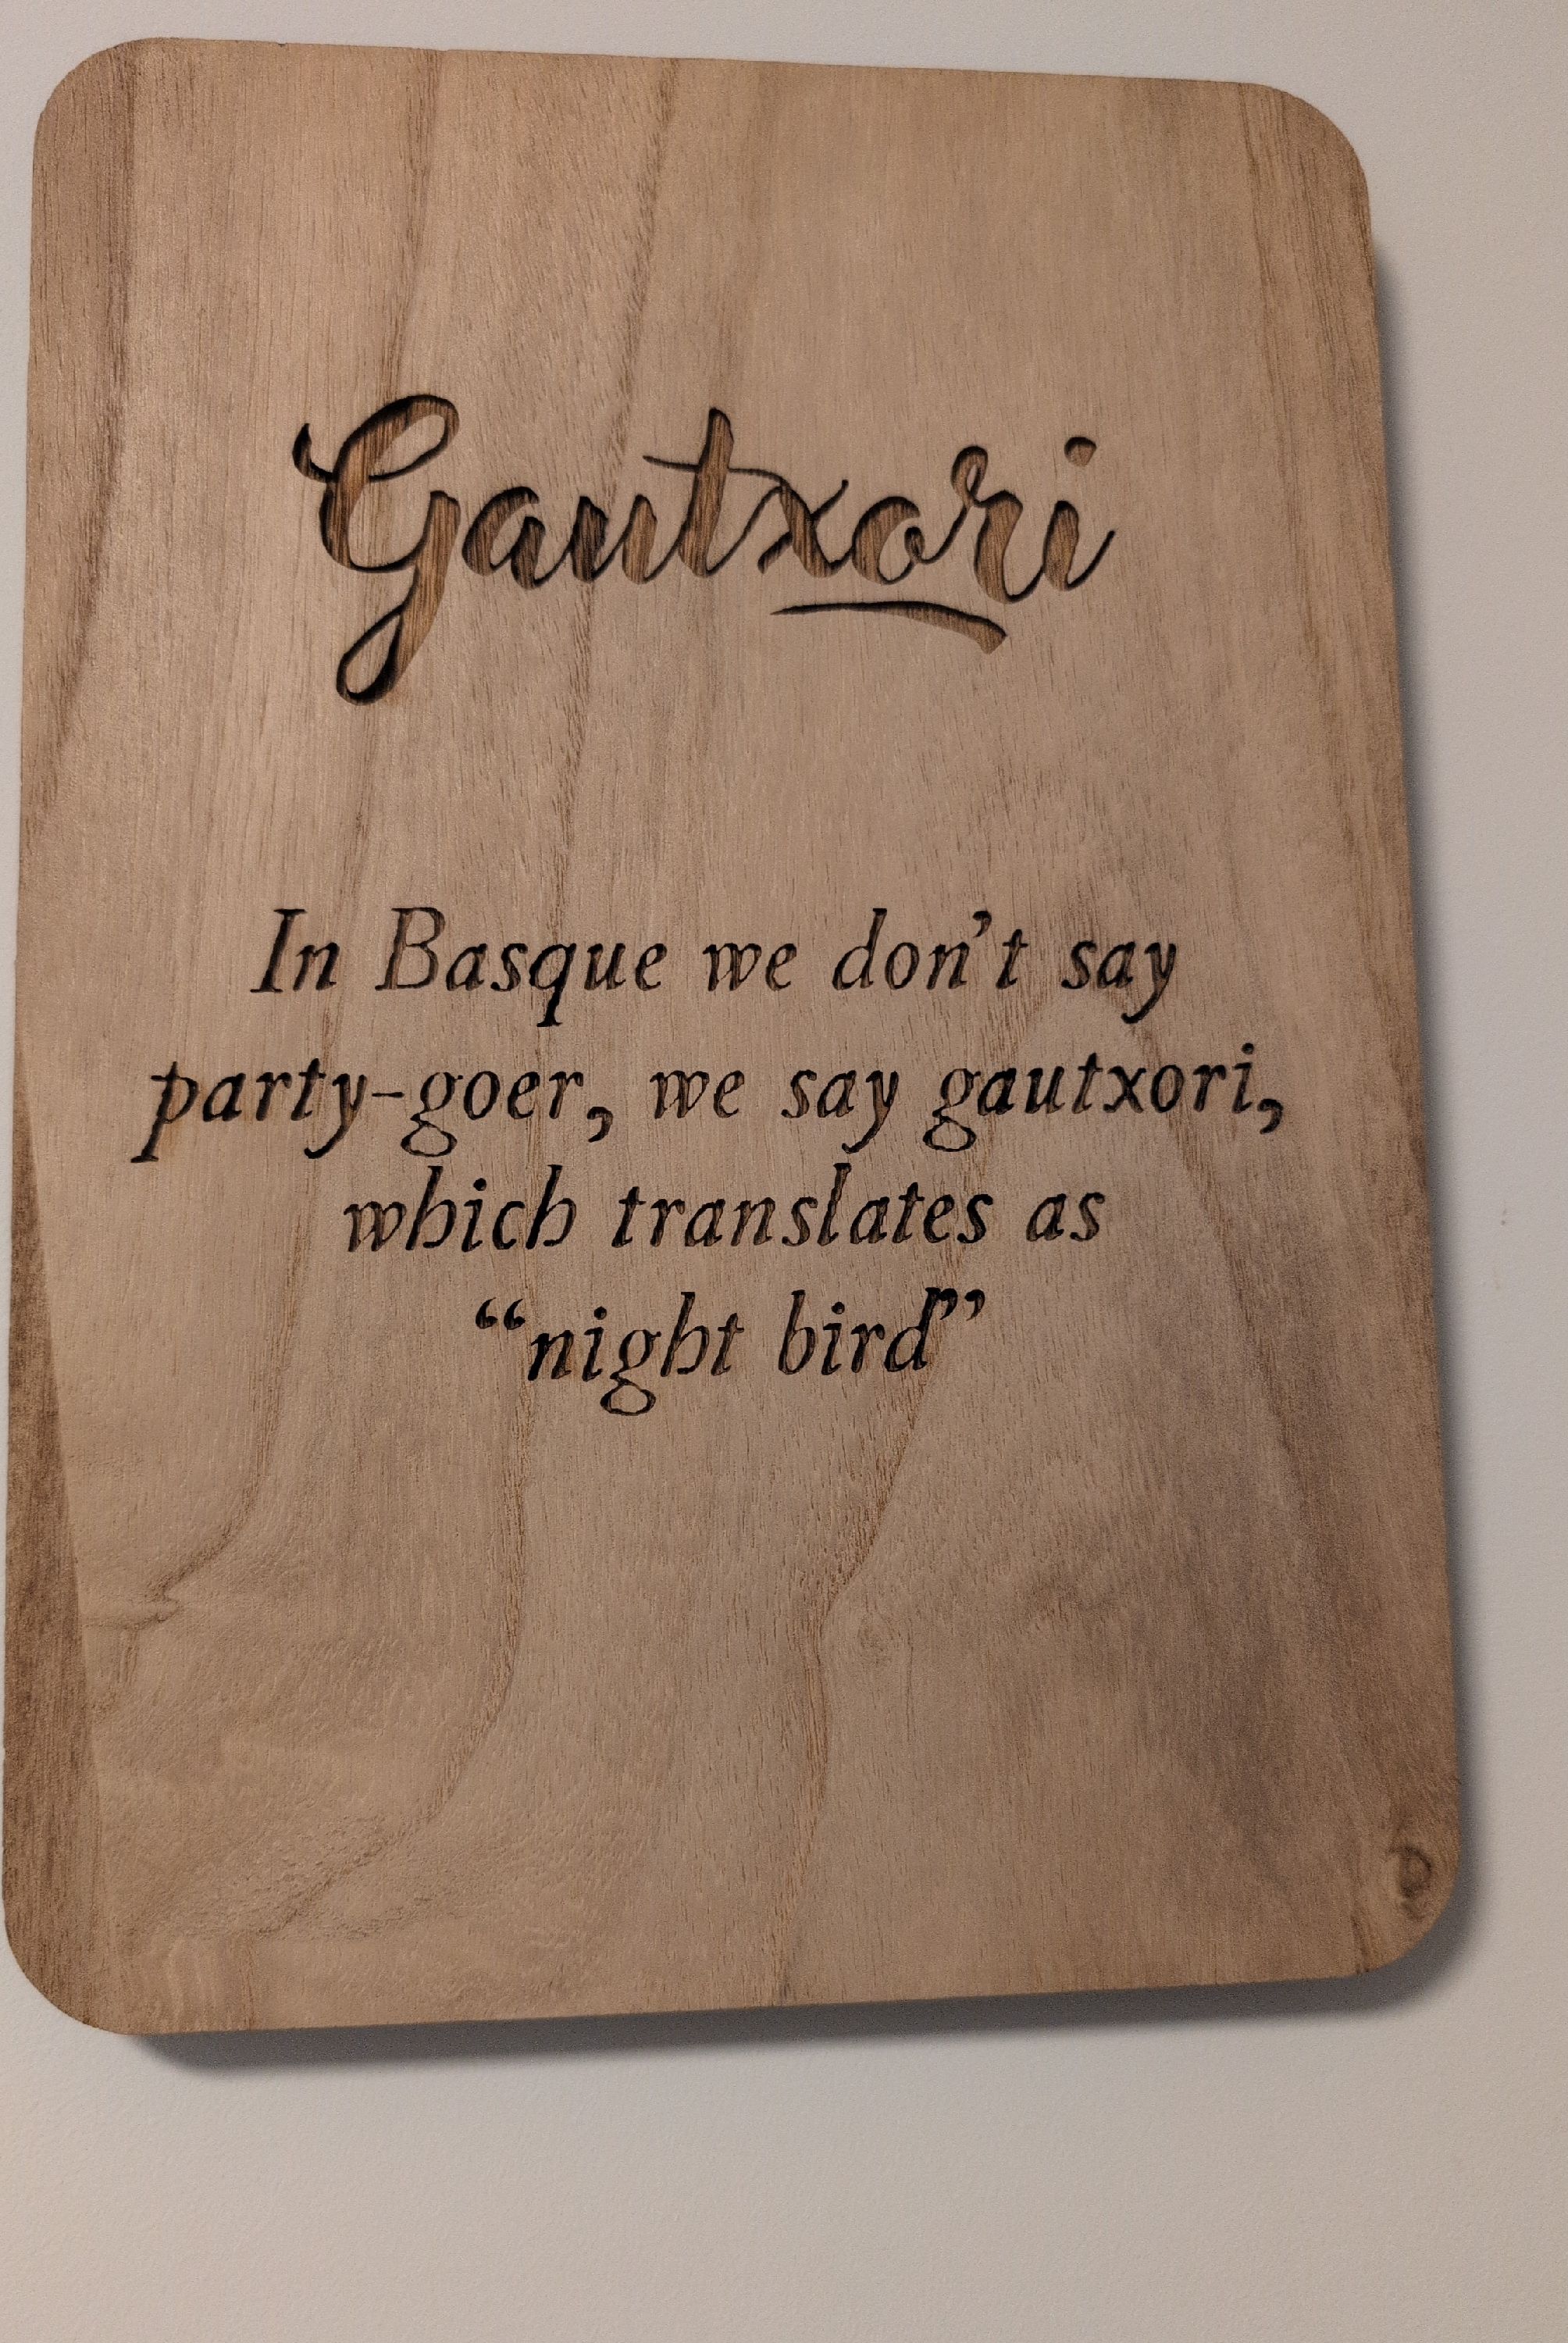 Gautxori
In Basque we don’t say
party-goer, we say gautxori,
which translates as
“night bird”